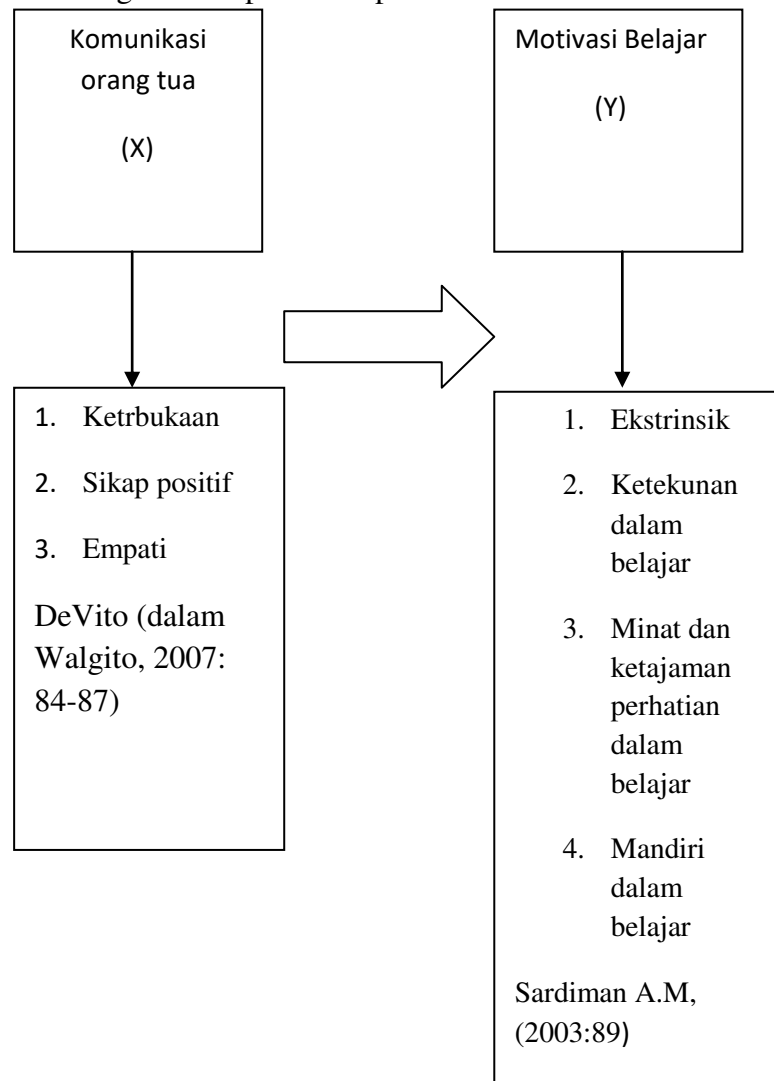 Komunikasi
orang tua
(X)
Motivasi Belajar
(Y)
1. Ketrbukaan
2. Sikap positif
3. Empati
DeVito (dalam
Walgito, 2007:
84-87)
1. Ekstrinsik
2. Ketekunan
dalam
belajar
3. Minat dan
ketajaman
perhatian
dalam
belajar
4. Mandiri
dalam
belajar
Sardiman A.M,
(2003:89)